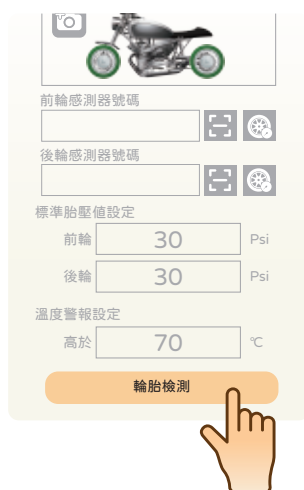 前輪感測器號碼
後輪感測器號碼
標準胎壓值設定
前輪 30 Psi
後輪 30 Psi
溫度警報設定
高於 70 ℃
輪胎檢測